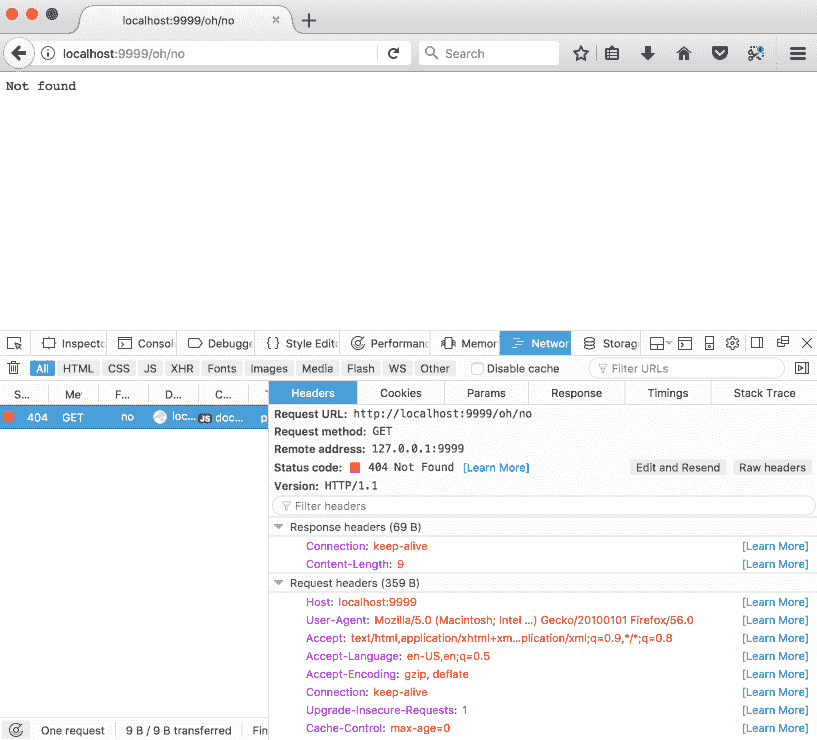 localhost:9999/oh/no
localhost:9999/oh/no Search
Not found
Inspect Consol Debugge { } Style Edit Performan Memor Networ Storag
All HTML CSS JS XHR Fonts Images Media Flash WS Other Disable cache Filter URLs
S... Me F... D... C... Headers Cookies Params Response Timings Stack Trace
404 GET no loc... JS doc... p
Request URL: http://localhost:9999/oh/no
Request method: GET
Remote address: 127.0.0.1:9999
Status code: 404 Not Found [Learn More] Edit and Resend Raw headers
Version: HTTP/1.1
Filter headers
Response headers (69 B)
Connection: keep-alive [Learn More]
Content-Length: 9 [Learn More]
Request headers (359 B)
Host: localhost:9999 [Learn More]
User-Agent: Mozilla/5.0 (Macintosh; Intel ...) Gecko/20100101 Firefox/56.0 [Learn More]
Accept: text/html,application/xhtml+xm...plication/xml;q=0.9,*/*;q=0.8 [Learn More]
Accept-Language: en-US,en;q=0.5 [Learn More]
Accept-Encoding: gzip, deflate [Learn More]
Connection: keep-alive [Learn More]
Upgrade-Insecure-Requests: 1 [Learn More]
Cache-Control: max-age=0 [Learn More]
One request 9 B / 9 B transferred Fin